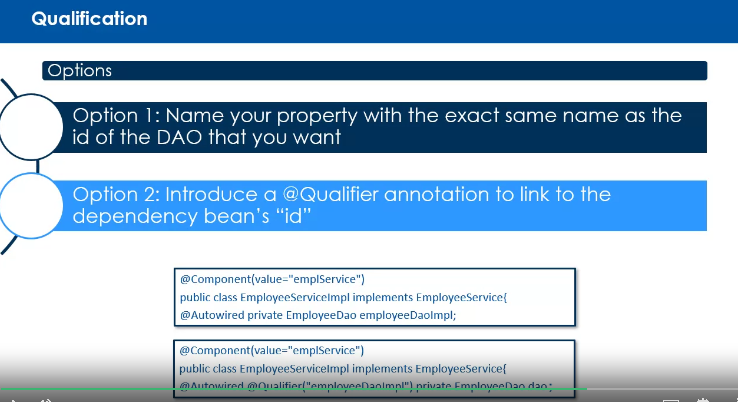 Qualification
Options
Option 1: Name your property with the exact same name as the
id of the DAO that you want
Option 2: Introduce a @Qualifier annotation to link to the
dependency bean's “id”
@Component(value="emplService")
public class EmployeeServiceImpl implements EmployeeService{
@Autowired private EmployeeDao employeeDaoImpl;
@Component(value="emplService")
public class EmployeeServiceImpl implements EmployeeService{
@Autowired @Qualifier("employeeDaoImpl") private EmployeeDao dao;